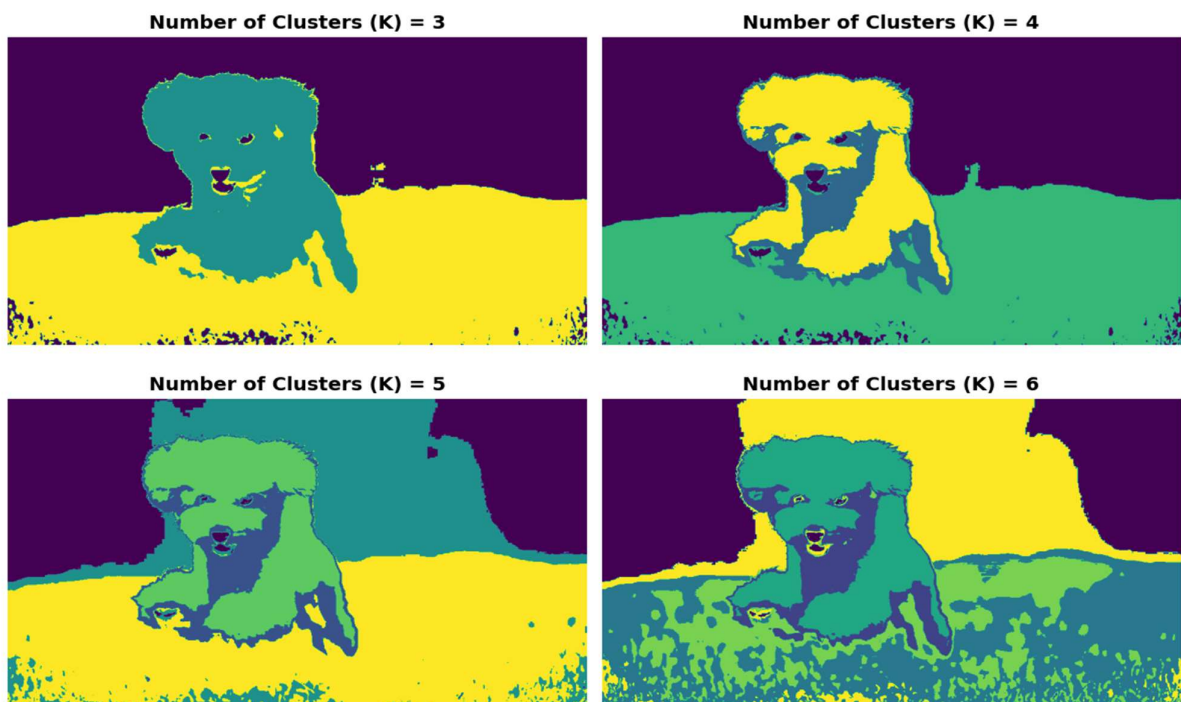 Number of Clusters (K) = 3
Number of Clusters (K) = 4
Number of Clusters (K) = 5
Number of Clusters (K) = 6